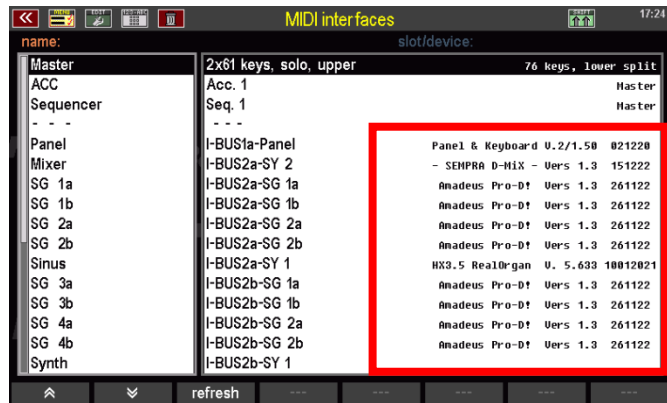 MENU EDIT SHIFT
MIDI interfaces 17:24
name: slot/device:
Master 2x61 keys, solo, upper 76 keys, lower split
ACC Acc. 1 Master
Sequencer Seq. 1 Master
- - - - - -
Panel I-BUS1a-Panel Panel & Keyboard V.2/1.50 021220
Mixer I-BUS2a-SY 2 - SEMPRA D-MiX - Vers 1.3 151222
SG 1a I-BUS2a-SG 1a Amadeus Pro-D! Vers 1.3 261122
SG 1b I-BUS2a-SG 1b Amadeus Pro-D! Vers 1.3 261122
SG 2a I-BUS2a-SG 2a Amadeus Pro-D! Vers 1.3 261122
SG 2b I-BUS2a-SG 2b Amadeus Pro-D! Vers 1.3 261122
Sinus I-BUS2a-SY 1 HX3.5 RealOrgan V. 5.633 10012021
SG 3a I-BUS2b-SG 1a Amadeus Pro-D! Vers 1.3 261122
SG 3b I-BUS2b-SG 1b Amadeus Pro-D! Vers 1.3 261122
SG 4a I-BUS2b-SG 2a Amadeus Pro-D! Vers 1.3 261122
SG 4b I-BUS2b-SG 2b Amadeus Pro-D! Vers 1.3 261122
Synth I-BUS2b-SY 1
refresh --- --- --- --- ---